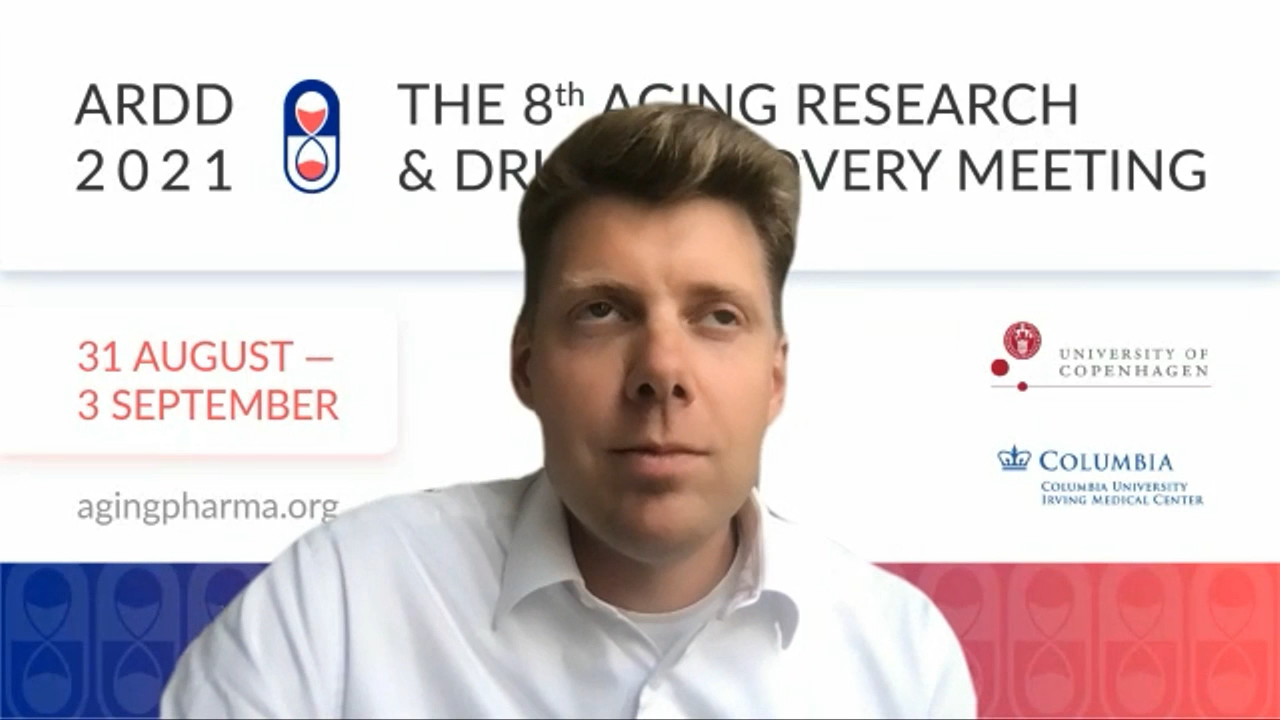 ARDD
2021
THE 8th AGING RESEARCH
& DR VERY MEETING
31 AUGUST —
3 SEPTEMBER
agingpharma.org
UNIVERSITY OF
COPENHAGEN
COLUMBIA
COLUMBIA UNIVERSITY
IRVING MEDICAL CENTER